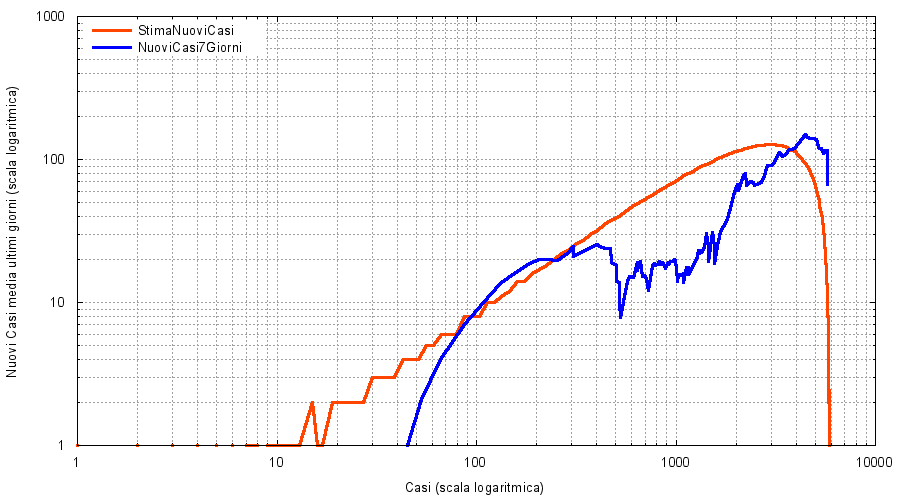 1000
StimaNuoviCasi
NuoviCasi7Giorni
100
10
1
Nuovi Casi media ultimi giorni (scala logaritmica)
1 10 100 1000 10000
Casi (scala logaritmica)